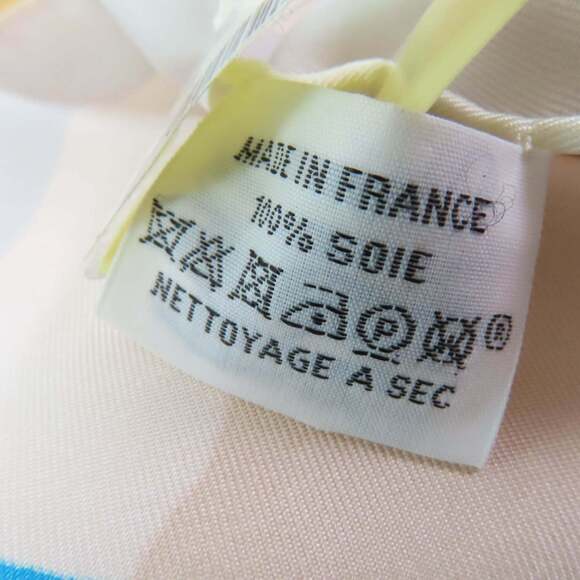 MADE IN FRANCE
100% SOIE
P ®
NETTOYAGE A SEC